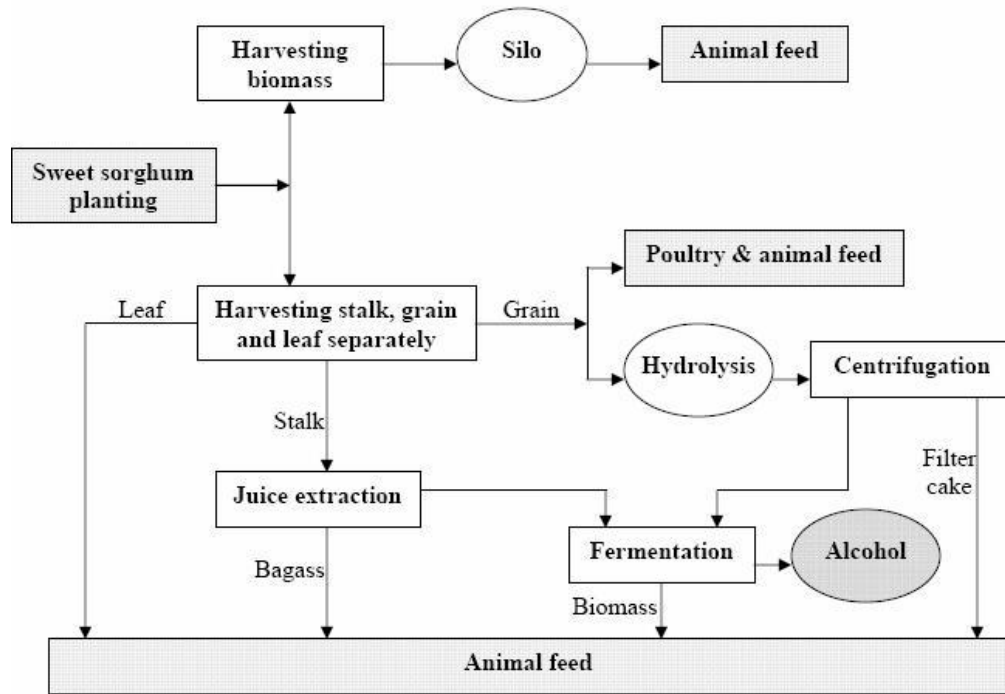 Harvesting
biomass
Silo
Animal feed
Sweet sorghum
planting
Poultry & animal feed
Leaf
Harvesting stalk, grain
and leaf separately
Grain
Hydrolysis
Centrifugation
Stalk
Filter
cake
Juice extraction
Fermentation
Alcohol
Bagass
Biomass
Animal feed